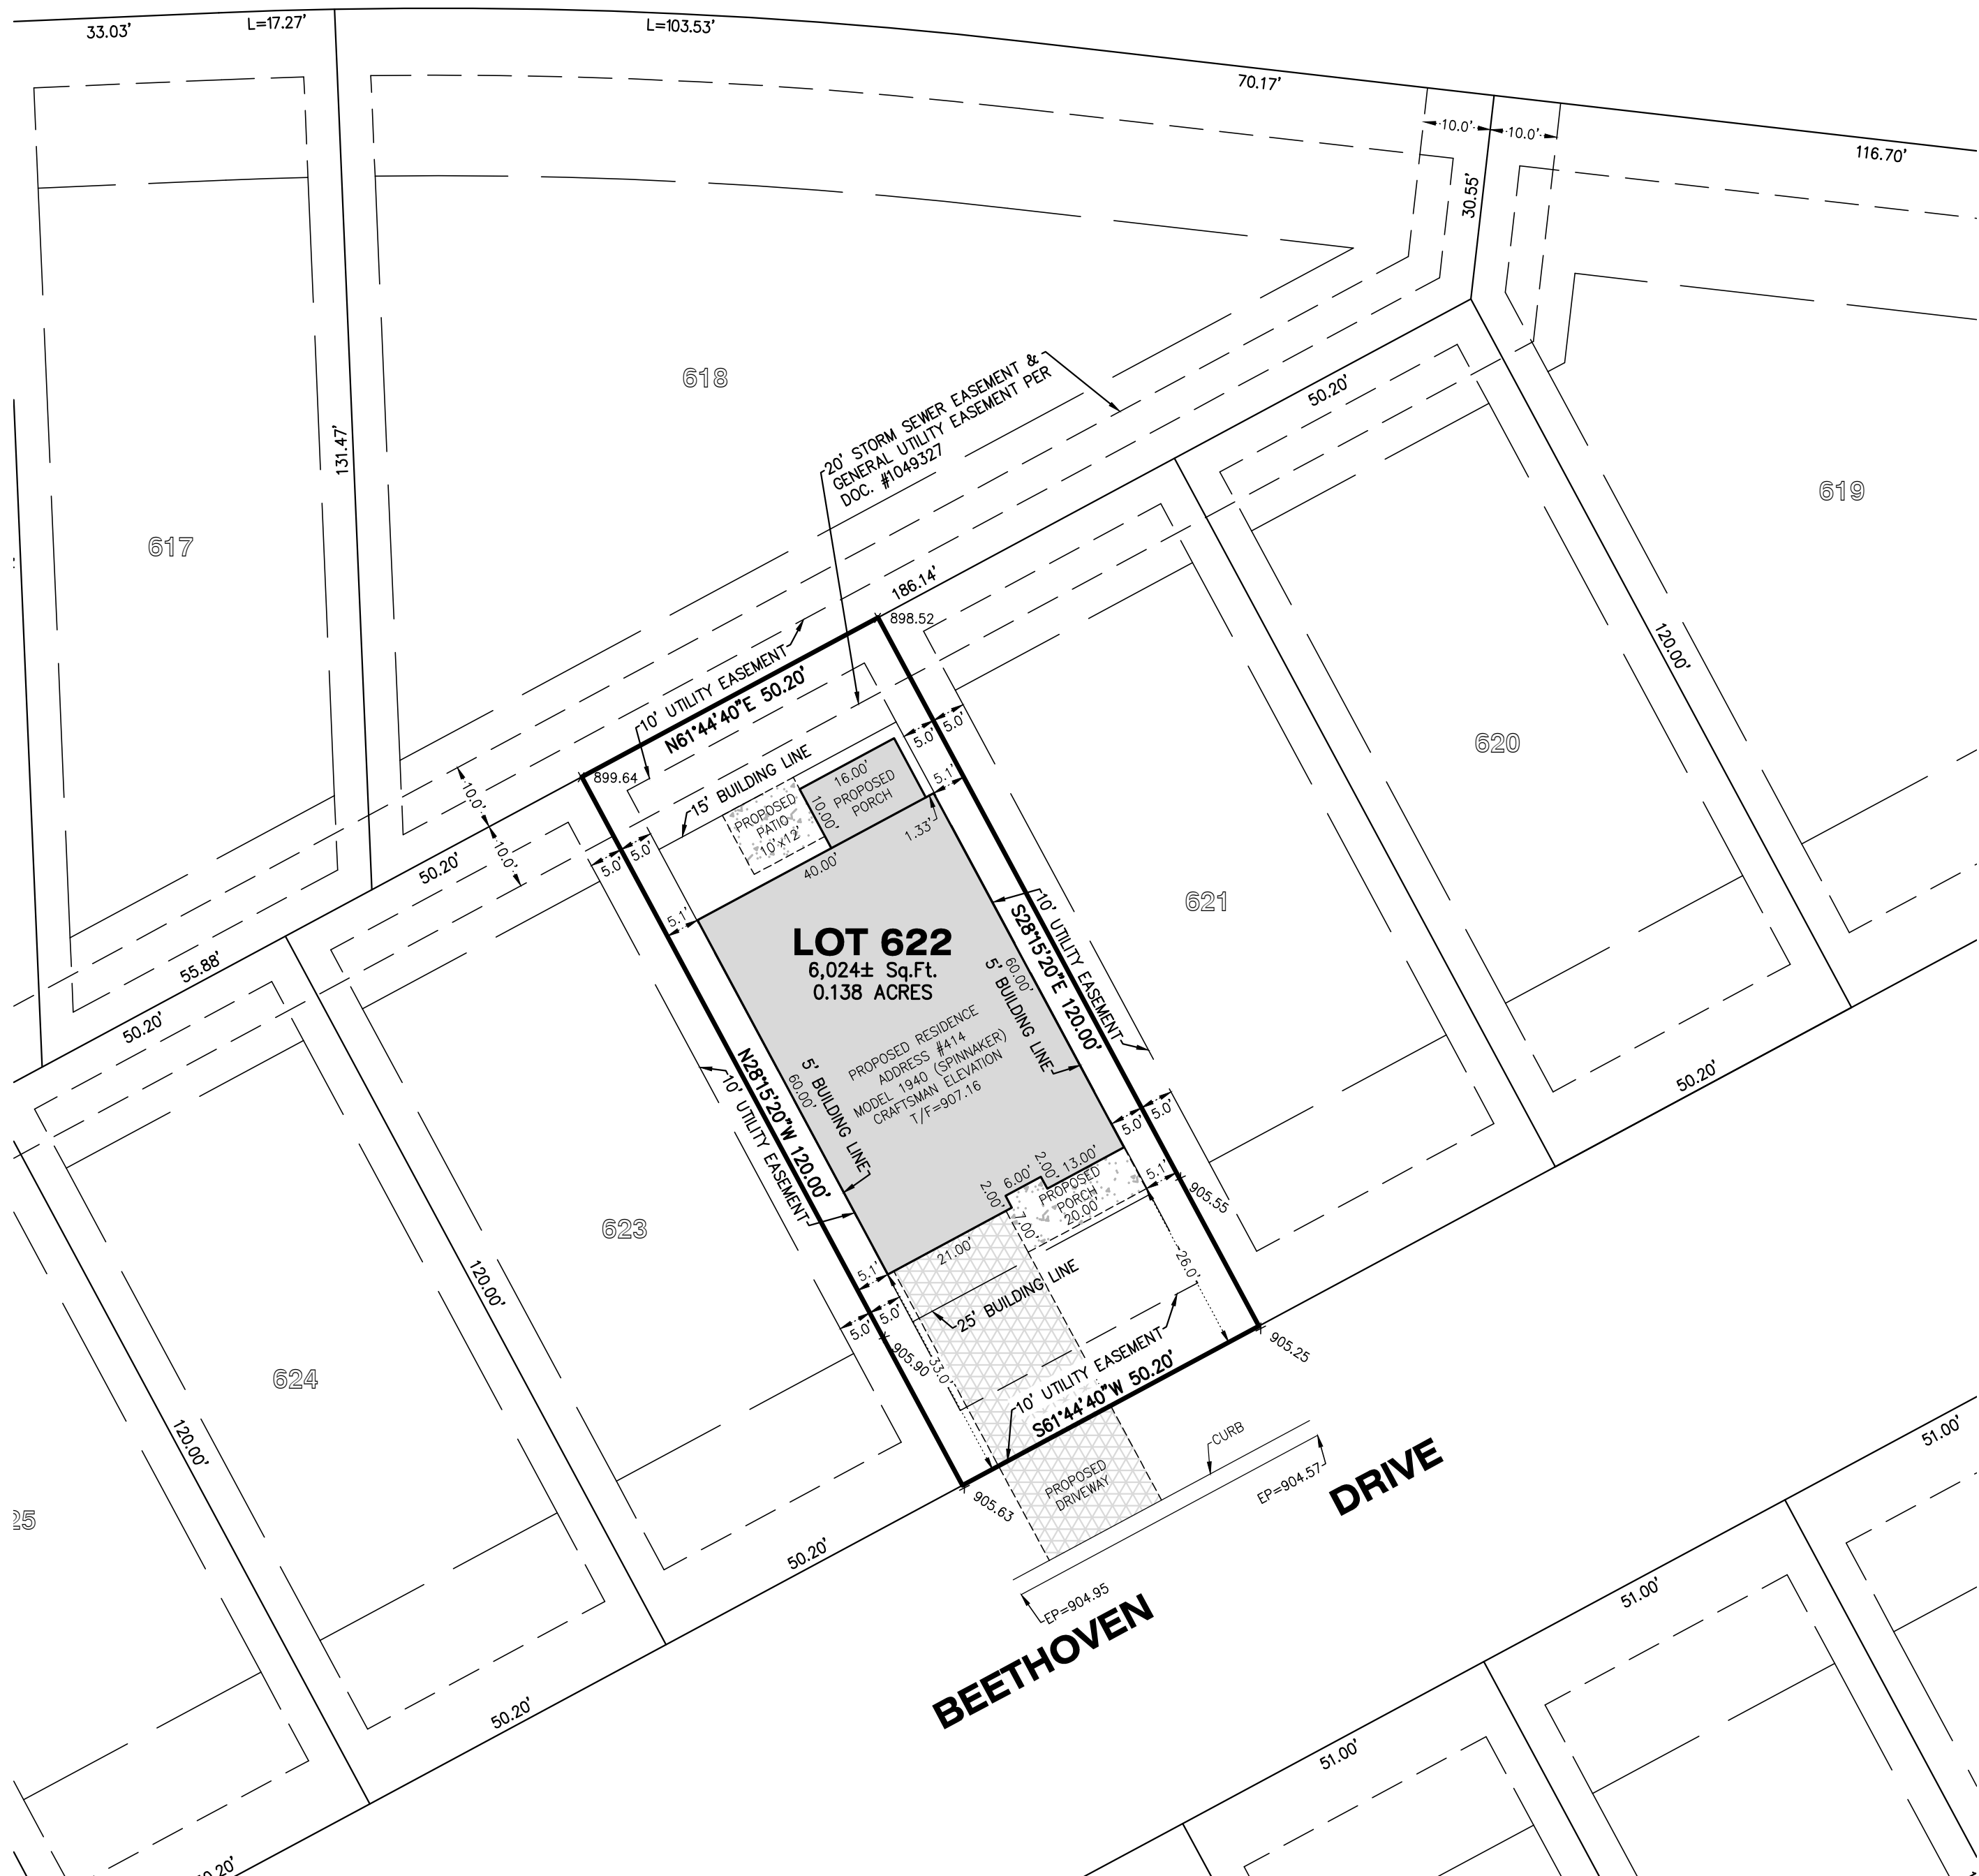 33.03'
L=17.27'
L=103.53'
70.17'
10.0'
10.0'
116.70'
30.55'
131.47'
618
617
619
20' STORM SEWER EASEMENT &
GENERAL UTILITY EASEMENT PER
DOC. #1049327
50.20'
186.14'
898.52
899.64
10' UTILITY EASEMENT
N61°44'40"E 50.20'
15' BUILDING LINE
10.0'
10.0'
50.20'
55.88'
50.20'
5.0'
5.0'
5.0'
5.0'
5.1'
5.1'
16.00'
PROPOSED
PORCH
10.00'
PROPOSED
PATIO
10'x12'
1.33'
40.00'
120.00'
620
621
LOT 622
6,024± Sq.Ft.
0.138 ACRES
PROPOSED RESIDENCE
ADDRESS #414
MODEL 1940 (SPINNAKER)
CRAFTSMAN ELEVATION
T/F=907.16
10' UTILITY EASEMENT
S28°15'20"E 120.00'
60.00'
5' BUILDING LINE
5' BUILDING LINE
60.00'
N28°15'20"W 120.00'
10' UTILITY EASEMENT
623
624
25
120.00'
120.00'
50.20'
5.0'
5.0'
5.1'
905.55
2.00'
6.00'
2.00'
13.00'
PROPOSED
PORCH
20.00'
7.00'
21.00'
26.0'
5.1'
5.0'
5.0'
905.90
33.0'
25' BUILDING LINE
10' UTILITY EASEMENT
S61°44'40"W 50.20'
905.25
905.63
CURB
PROPOSED
DRIVEWAY
EP=904.57
EP=904.95
BEETHOVEN
DRIVE
50.20'
50.20'
51.00'
51.00'
51.00'